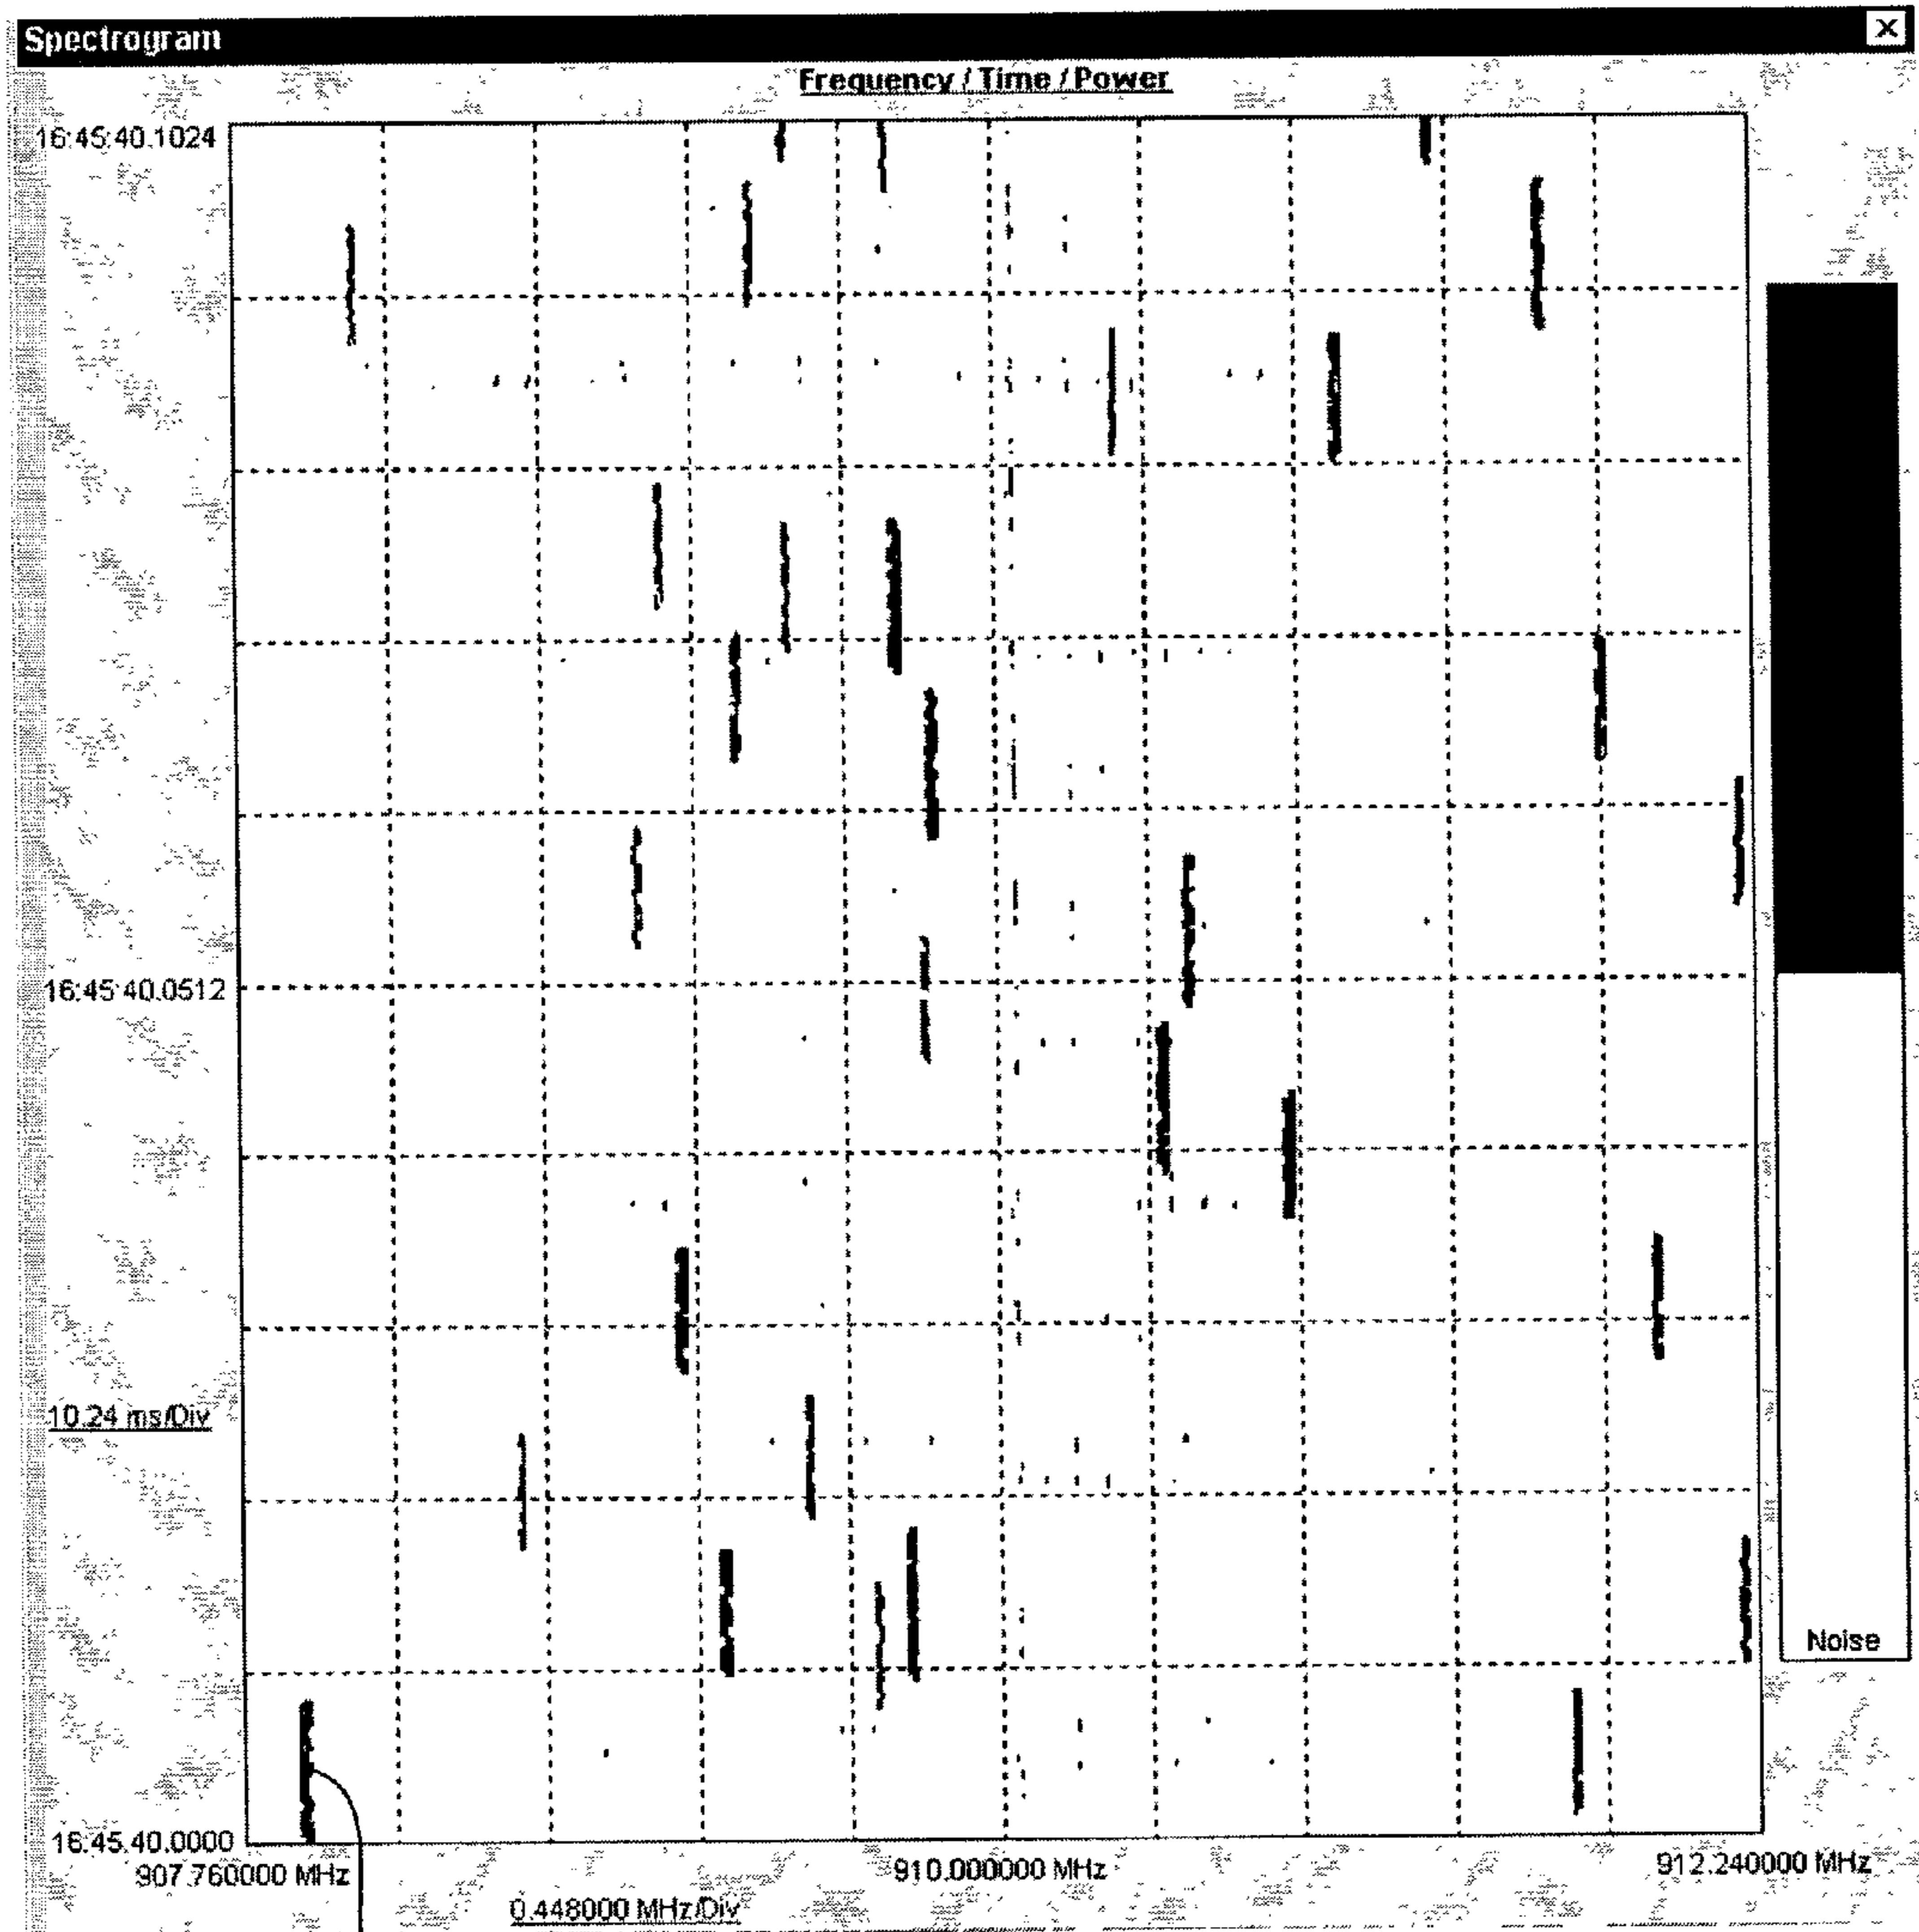 Spectrogram
Frequency / Time / Power
16:45:40.1024
16:45:40.0512
10.24 ms/Div
Noise
16:45:40.0000
907.760000 MHz
910.000000 MHz
912.240000 MHz
0.448000 MHz/Div